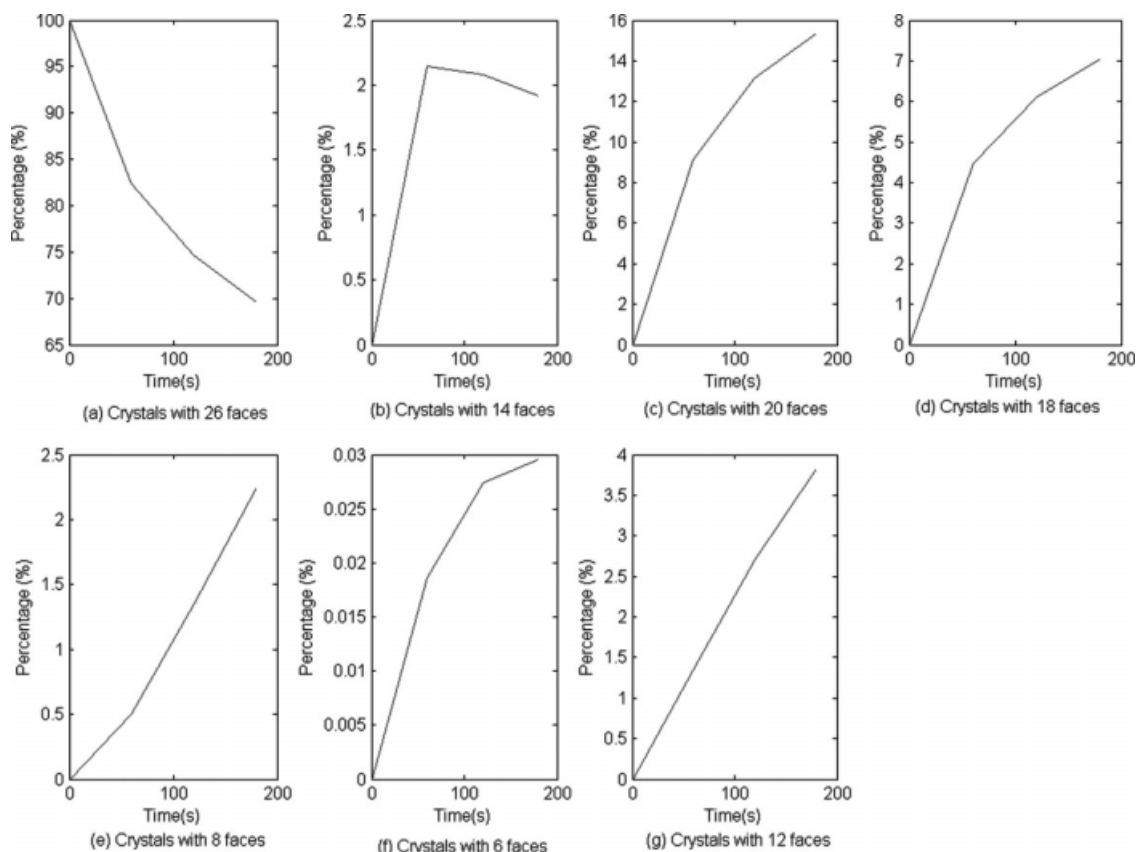 100
95
90
85
80
75
70
65
Percentage (%)
0 100 200
Time(s)
(a) Crystals with 26 faces
2.5
2
1.5
1
0.5
0
Percentage (%)
0 100 200
Time(s)
(b) Crystals with 14 faces
16
14
12
10
8
6
4
2
0
Percentage (%)
0 100 200
Time(s)
(c) Crystals with 20 faces
8
7
6
5
4
3
2
1
0
Percentage (%)
0 100 200
Time(s)
(d) Crystals with 18 faces
2.5
2
1.5
1
0.5
0
Percentage (%)
0 100 200
Time(s)
(e) Crystals with 8 faces
0.03
0.025
0.02
0.015
0.01
0.005
0
Percentage (%)
0 100 200
Time(s)
(f) Crystals with 6 faces
4
3.5
3
2.5
2
1.5
1
0.5
0
Percentage (%)
0 100 200
Time(s)
(g) Crystals with 12 faces